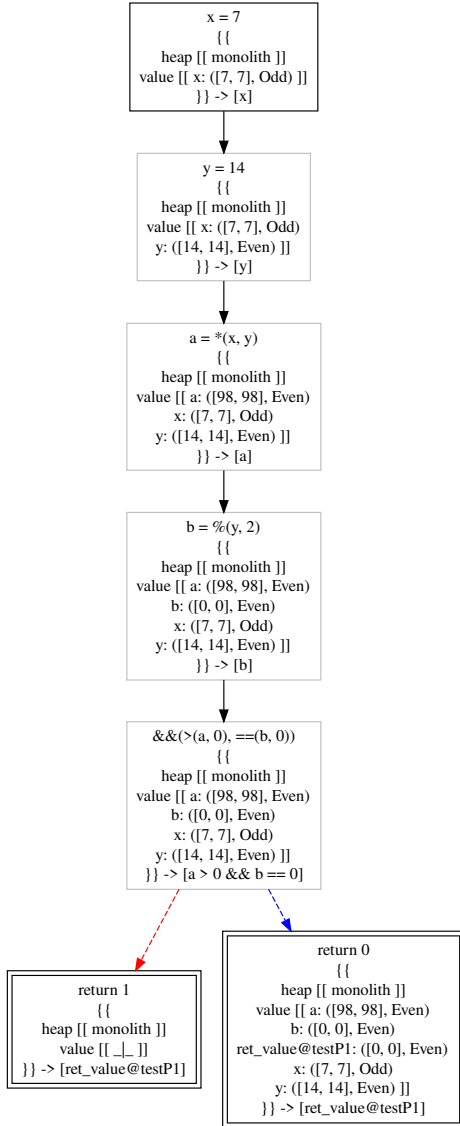 x = 7
{{
heap [[ monolith ]]
value [[ x: ([7, 7], Odd) ]]
}} -> [x]
y = 14
{{
heap [[ monolith ]]
value [[ x: ([7, 7], Odd)
y: ([14, 14], Even) ]]
}} -> [y]
a = *(x, y)
{{
heap [[ monolith ]]
value [[ a: ([98, 98], Even)
x: ([7, 7], Odd)
y: ([14, 14], Even) ]]
}} -> [a]
b = %(y, 2)
{{
heap [[ monolith ]]
value [[ a: ([98, 98], Even)
b: ([0, 0], Even)
x: ([7, 7], Odd)
y: ([14, 14], Even) ]]
}} -> [b]
&&(>(a, 0), ==(b, 0))
{{
heap [[ monolith ]]
value [[ a: ([98, 98], Even)
b: ([0, 0], Even)
x: ([7, 7], Odd)
y: ([14, 14], Even) ]]
}} -> [a > 0 && b == 0]
return 1
{{
heap [[ monolith ]]
value [[ _|_ ]]
}} -> [ret_value@testP1]
return 0
{{
heap [[ monolith ]]
value [[ a: ([98, 98], Even)
b: ([0, 0], Even)
ret_value@testP1: ([0, 0], Even)
x: ([7, 7], Odd)
y: ([14, 14], Even) ]]
}} -> [ret_value@testP1]